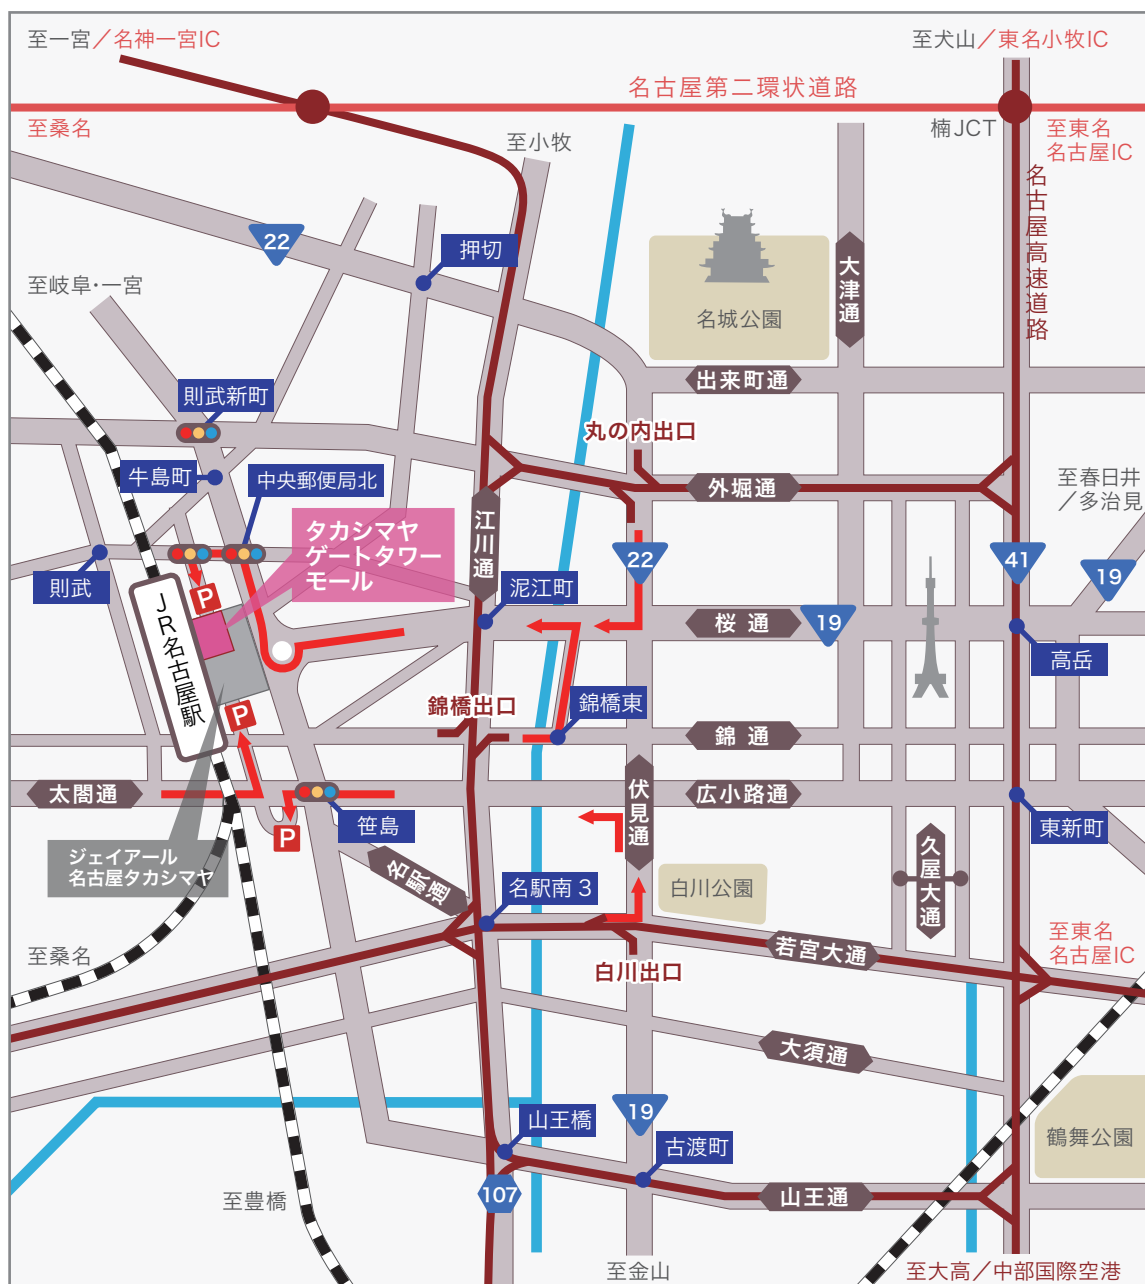 至一宮／名神一宮IC
至犬山／東名小牧IC
名古屋第二環状道路
至桑名
至小牧
楠JCT
至東名
名古屋IC
名古屋高速道路
22
押切
大津通
至岐阜・一宮
名城公園
出来町通
則武新町
丸の内出口
牛島町
中央郵便局北
外堀通
至春日井
／多治見
タカシマヤ
ゲートタワー
モール
江川通
22
41
19
則武
泥江町
P
JR名古屋駅
桜通
19
高岳
錦橋出口
錦橋東
P
錦通
太閤通
伏見通
広小路通
笹島
P
東新町
ジェイアール
名古屋タカシマヤ
名駅通
名駅南3
白川公園
久屋大通
至桑名
白川出口
若宮大通
至東名
名古屋IC
大須通
山王橋
19
古渡町
鶴舞公園
至豊橋
107
山王通
至金山
至大高／中部国際空港